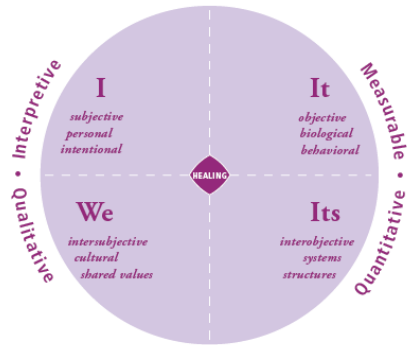 Qualitative • Interpretive
Measurable • Quantitative
I
subjective
personal
intentional
It
objective
biological
behavioral
HEALING
We
intersubjective
cultural
shared values
Its
interobjective
systems
structures